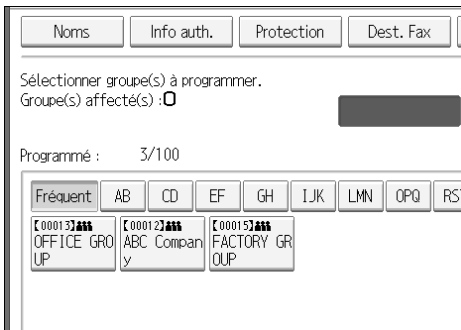 Noms Info auth. Protection Dest. Fax
Sélectionner groupe(s) à programmer.
Groupe(s) affecté(s) :0
Programmé : 3/100
Fréquent AB CD EF GH IJK LMN OPQ RST
【00013】 【00012】 【00015】
OFFICE GRO ABC Compan FACTORY GR
UP y OUP